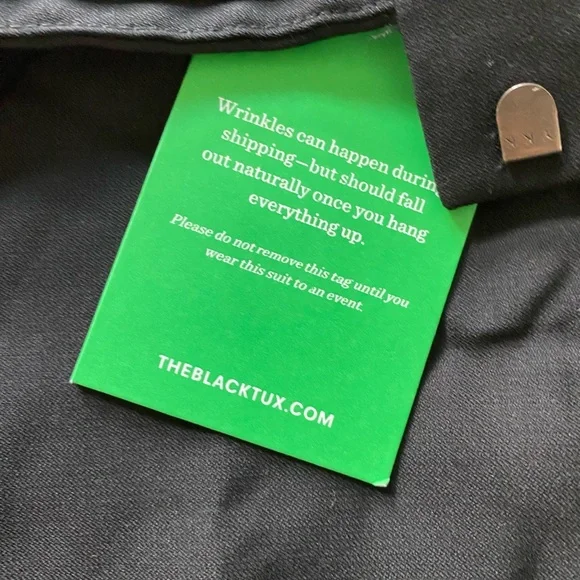 Wrinkles can happen during
shipping—but should fall
out naturally once you hang
everything up.
Please do not remove this tag until you
wear this suit to an event.
THEBLACKTUX.COM